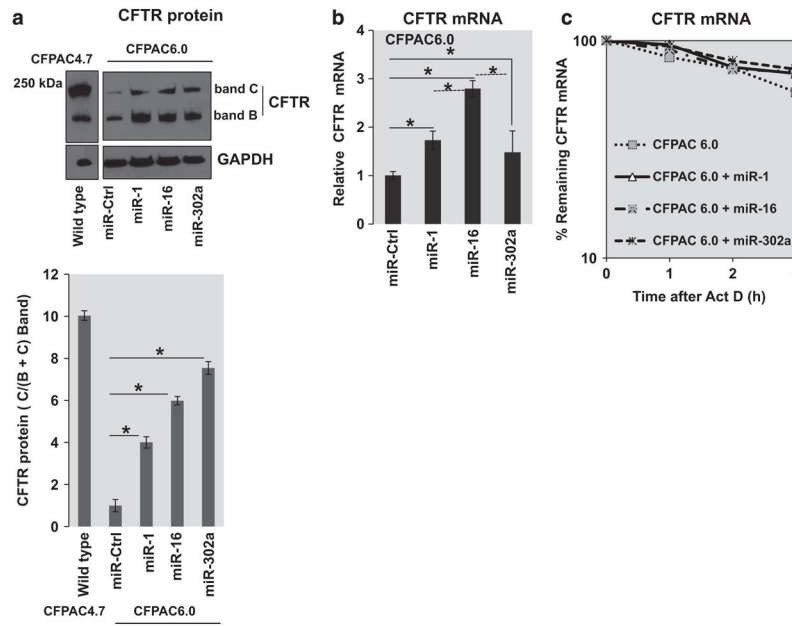 a
CFTR protein
CFPAC4.7
CFPAC6.0
250 kDa
band C
band B
CFTR
GAPDH
Wild type
miR-Ctrl
miR-1
miR-16
miR-302a
CFTR protein ( C/(B + C) Band)
12
10
8
6
4
2
0
*
*
*
Wild type
miR-Ctrl
miR-1
miR-16
miR-302a
CFPAC4.7
CFPAC6.0
b
CFTR mRNA
CFPAC6.0
Relative CFTR mRNA
4
3
2
1
0
*
*
*
*
*
miR-Ctrl
miR-1
miR-16
miR-302a
c
CFTR mRNA
% Remaining CFTR mRNA
100
10
CFPAC 6.0
CFPAC 6.0 + miR-1
CFPAC 6.0 + miR-16
CFPAC 6.0 + miR-302a
0
1
2
Time after Act D (h)